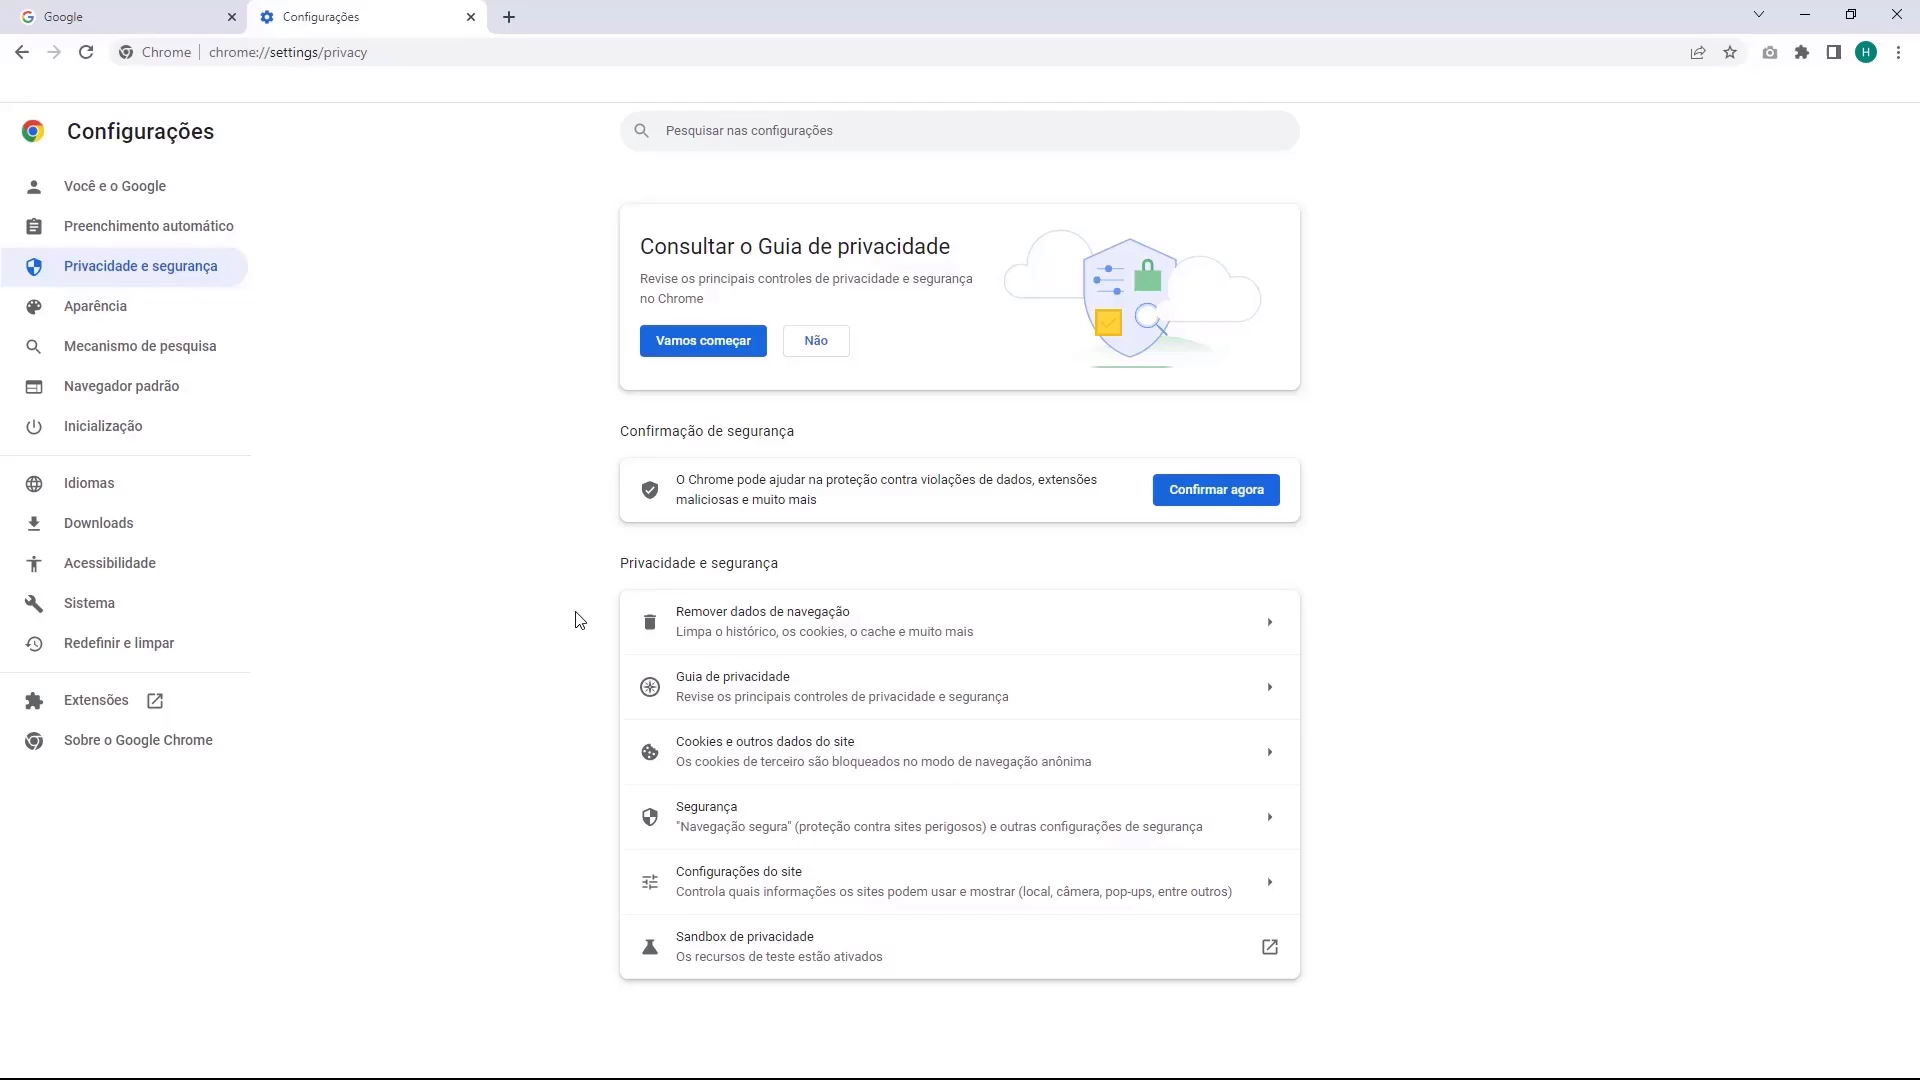 Google
Configurações
Chrome
chrome://settings/privacy
H
Configurações
Pesquisar nas configurações
Você e o Google
Preenchimento automático
Privacidade e segurança
Aparência
Mecanismo de pesquisa
Navegador padrão
Inicialização
Idiomas
Downloads
Acessibilidade
Sistema
Redefinir e limpar
Extensões
Sobre o Google Chrome
Consultar o Guia de privacidade
Revise os principais controles de privacidade e segurança
no Chrome
Vamos começar
Não
Confirmação de segurança
O Chrome pode ajudar na proteção contra violações de dados, extensões
maliciosas e muito mais
Confirmar agora
Privacidade e segurança
Remover dados de navegação
Limpa o histórico, os cookies, o cache e muito mais
Guia de privacidade
Revise os principais controles de privacidade e segurança
Cookies e outros dados do site
Os cookies de terceiro são bloqueados no modo de navegação anônima
Segurança
"Navegação segura" (proteção contra sites perigosos) e outras configurações de segurança
Configurações do site
Controla quais informações os sites podem usar e mostrar (local, câmera, pop-ups, entre outros)
Sandbox de privacidade
Os recursos de teste estão ativados